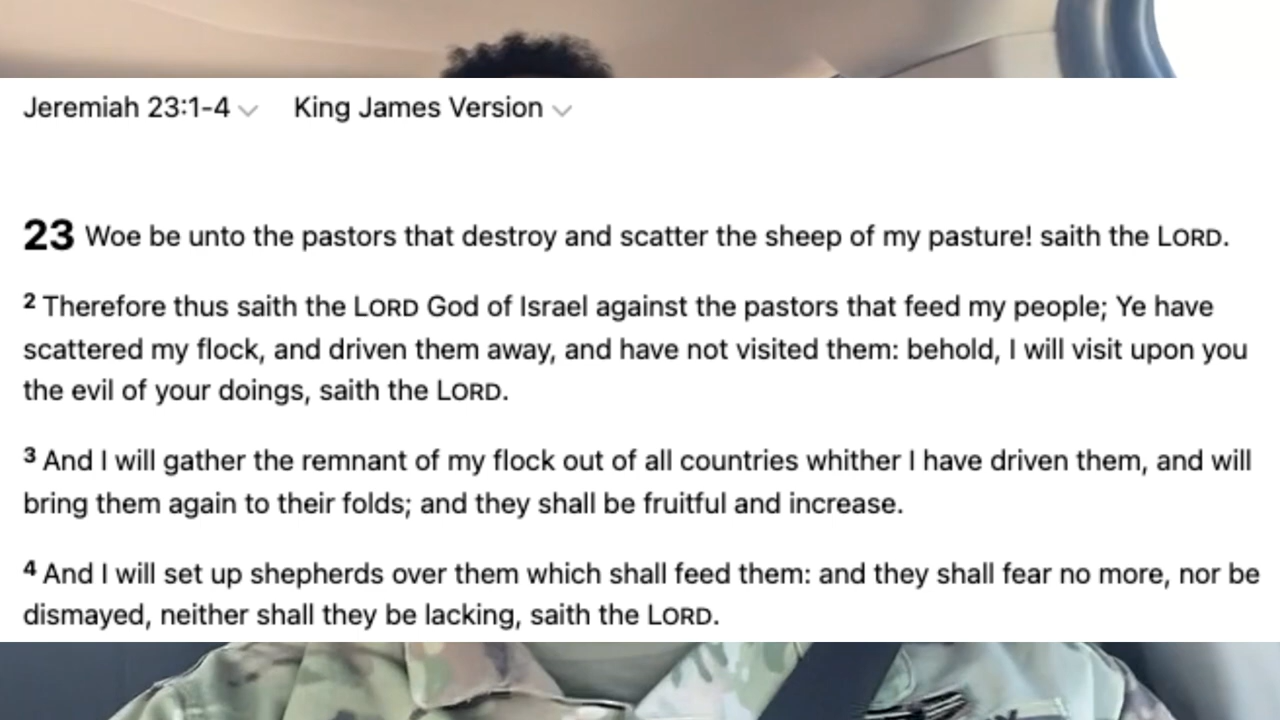 Jeremiah 23:1-4 King James Version
23 Woe be unto the pastors that destroy and scatter the sheep of my pasture! saith the LORD.
2 Therefore thus saith the LORD God of Israel against the pastors that feed my people; Ye have
scattered my flock, and driven them away, and have not visited them: behold, I will visit upon you
the evil of your doings, saith the LORD.
3 And I will gather the remnant of my flock out of all countries whither I have driven them, and will
bring them again to their folds; and they shall be fruitful and increase.
4 And I will set up shepherds over them which shall feed them: and they shall fear no more, nor be
dismayed, neither shall they be lacking, saith the LORD.